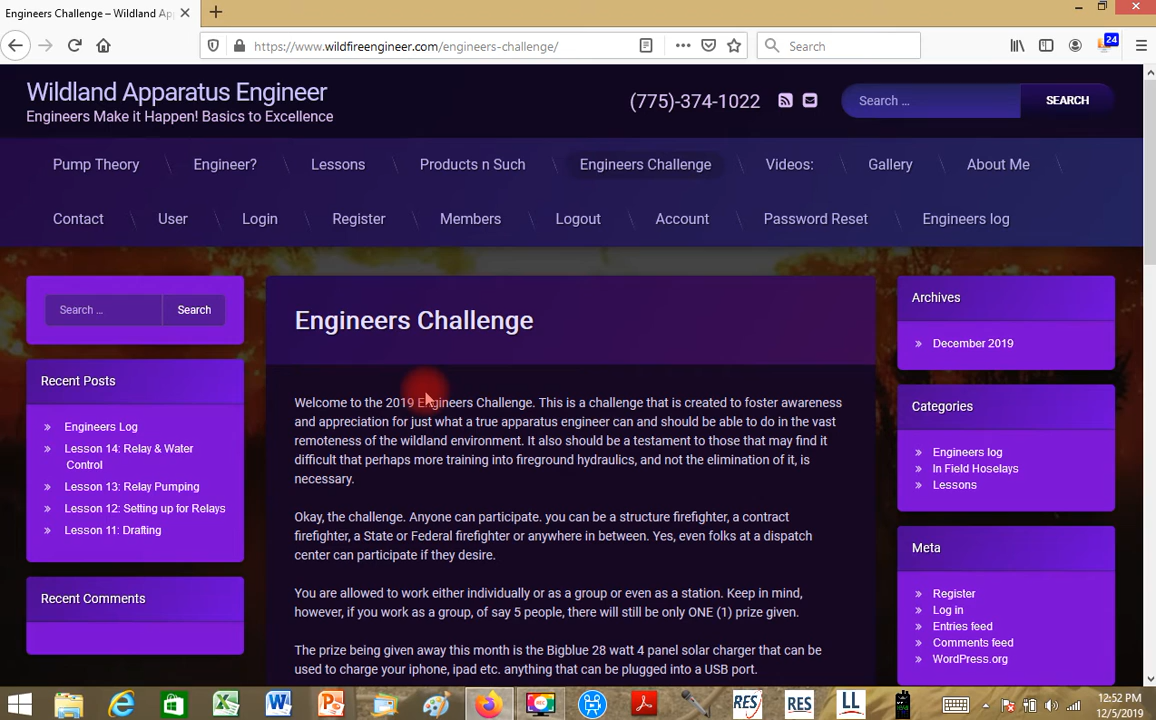 Engineers Challenge – Wildland Ap
24
https://www.wildfireengineer.com/engineers-challenge/
Search
Wildland Apparatus Engineer
Engineers Make it Happen! Basics to Excellence
(775)-374-1022
Search …
SEARCH
Pump Theory
Engineer?
Lessons
Products n Such
Engineers Challenge
Videos:
Gallery
About Me
Contact
User
Login
Register
Members
Logout
Account
Password Reset
Engineers log
Search …
Search
Recent Posts
Engineers Log
Lesson 14: Relay & Water
Control
Lesson 13: Relay Pumping
Lesson 12: Setting up for Relays
Lesson 11: Drafting
Recent Comments
Engineers Challenge
Welcome to the 2019 Engineers Challenge. This is a challenge that is created to foster awareness
and appreciation for just what a true apparatus engineer can and should be able to do in the vast
remoteness of the wildland environment. It also should be a testament to those that may find it
difficult that perhaps more training into fireground hydraulics, and not the elimination of it, is
necessary.
Okay, the challenge. Anyone can participate. you can be a structure firefighter, a contract
firefighter, a State or Federal firefighter or anywhere in between. Yes, even folks at a dispatch
center can participate if they desire.
You are allowed to work either individually or as a group or even as a station. Keep in mind,
however, if you work as a group, of say 5 people, there will still be only ONE (1) prize given.
The prize being given away this month is the Bigblue 28 watt 4 panel solar charger that can be
used to charge your iphone, ipad etc. anything that can be plugged into a USB port.
Archives
December 2019
Categories
Engineers log
In Field Hoselays
Lessons
Meta
Register
Log in
Entries feed
Comments feed
WordPress.org
REC
RES
RES
LL
12:52 PM
12/5/2019